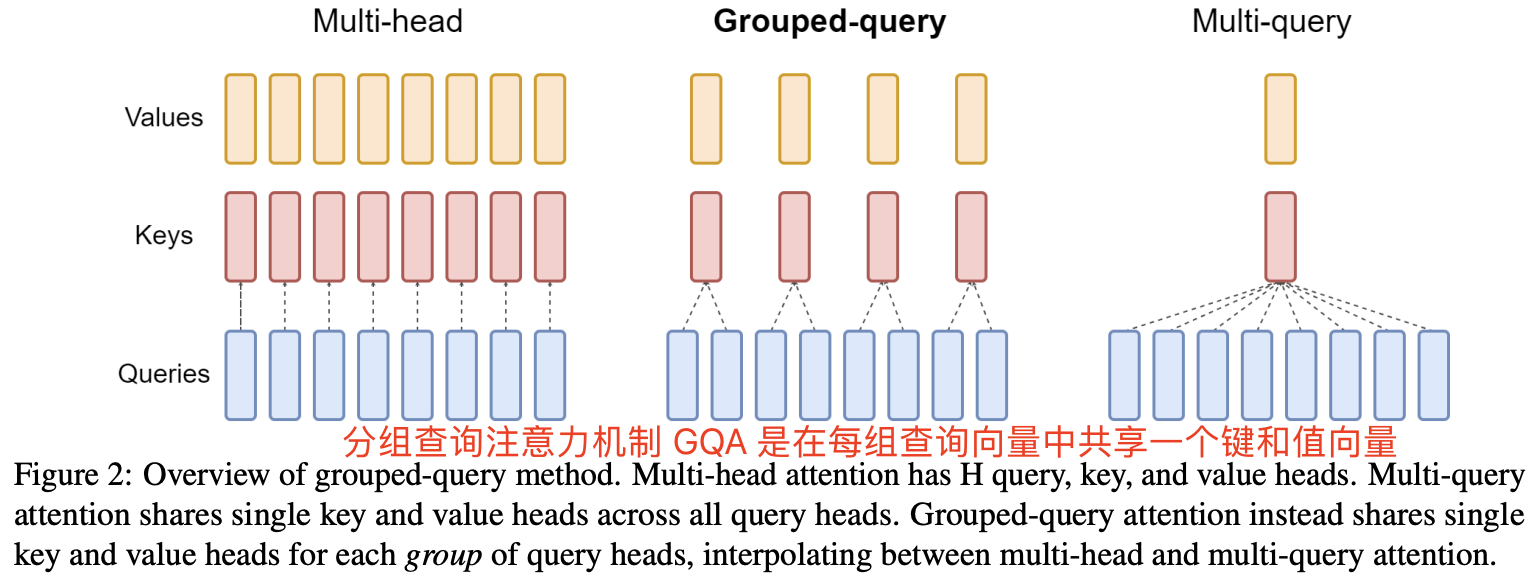 Multi-head Grouped-query Multi-query
Values
Keys
Queries
分组查询注意力机制 GQA 是在每组查询向量中共享一个键和值向量
Figure 2: Overview of grouped-query method. Multi-head attention has H query, key, and value heads. Multi-query
attention shares single key and value heads across all query heads. Grouped-query attention instead shares single
key and value heads for each group of query heads, interpolating between multi-head and multi-query attention.